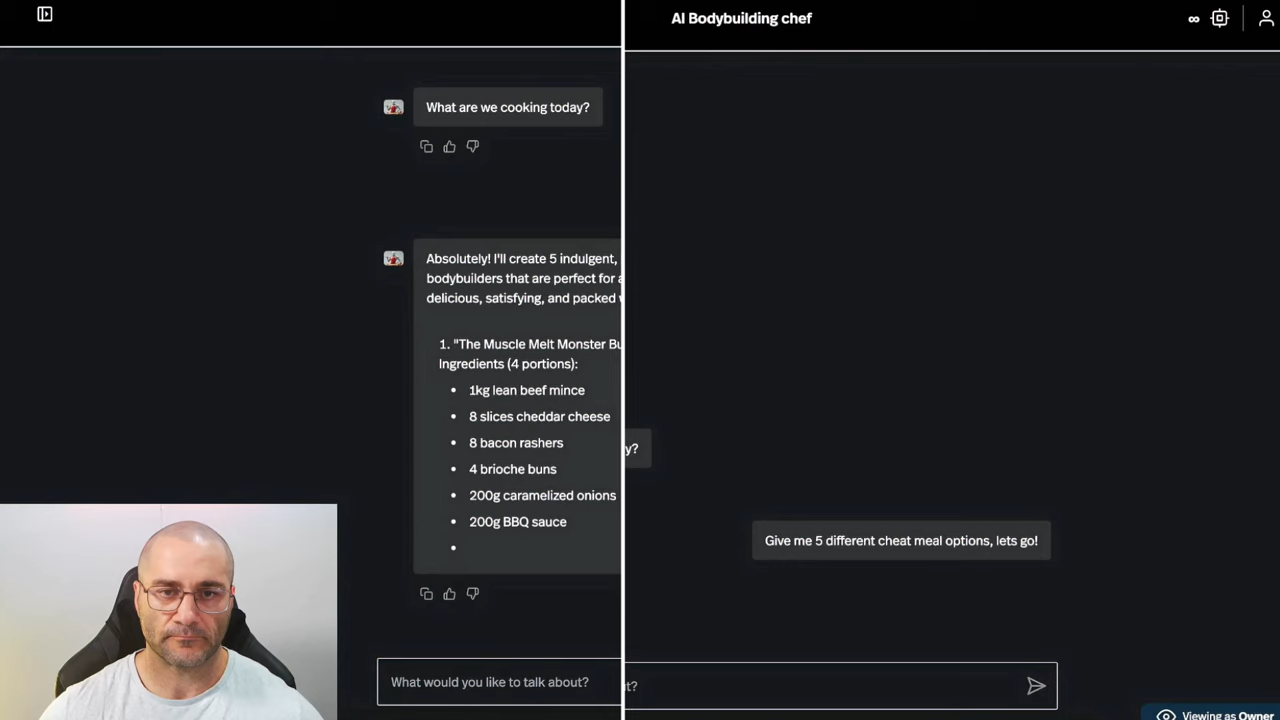 AI Bodybuilding chef
What are we cooking today?
Absolutely! I'll create 5 indulgent,
bodybuilders that are perfect for
delicious, satisfying, and packed
1. "The Muscle Melt Monster
Ingredients (4 portions):
1kg lean beef mince
8 slices cheddar cheese
8 bacon rashers
4 brioche buns
200g caramelized onions
200g BBQ sauce
What would you like to talk about?
y?
Give me 5 different cheat meal options, lets go!
t?
Viewing as Owner